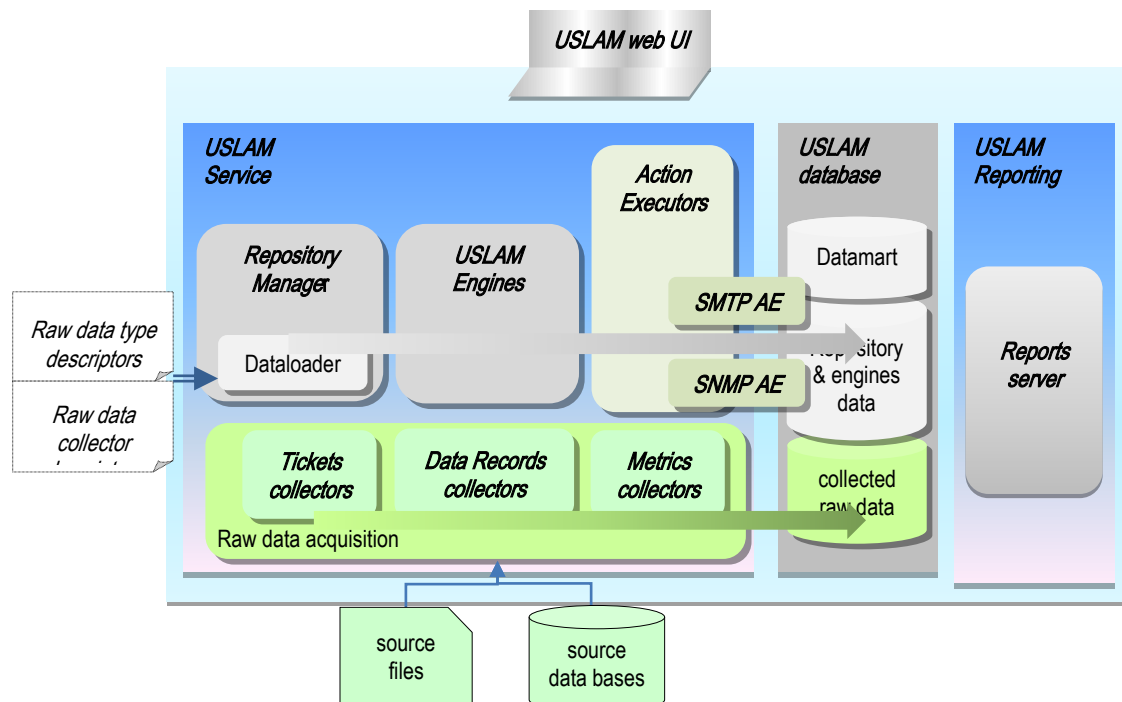 USLAM web UI
USLAM
Service
Action
Executors
USLAM
database
USLAM
Reporting
Repository
Manager
USLAM
Engines
Datamart
SMTP AE
Raw data type
descriptors
Dataloader
Repository
& engines
data
SNMP AE
Reports
server
Raw data
collector
Tickets
collectors
Data Records
collectors
Metrics
collectors
collected
raw data
Raw data acquisition
source
files
source
data bases